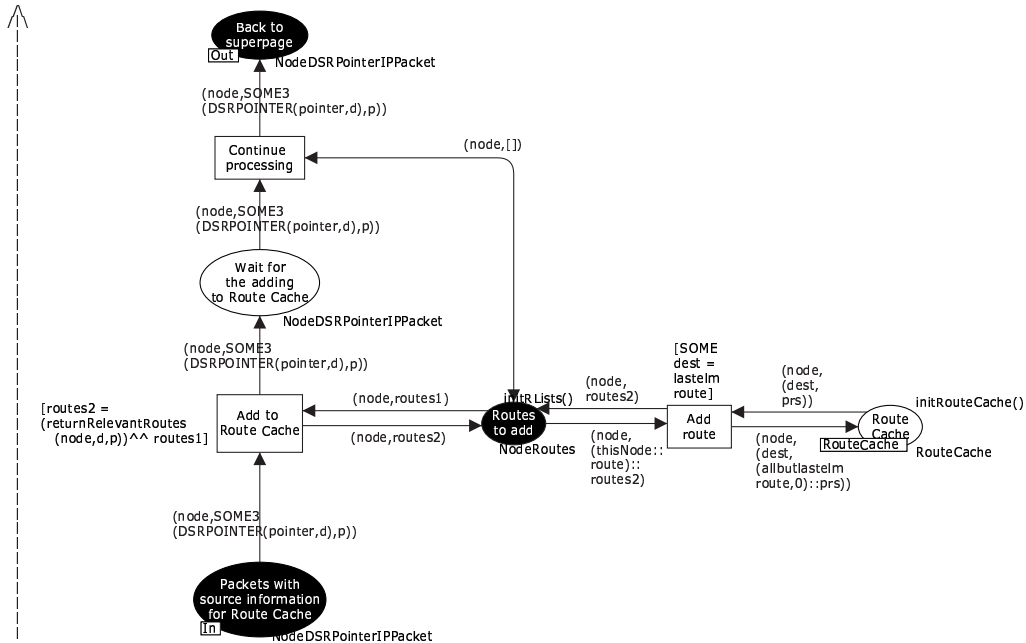 Back to
superpage
Out
NodeDSRPointerIPPacket
(node,SOME3
(DSRPOINTER(pointer,d),p))
Continue
processing
(node,[])
(node,SOME3
(DSRPOINTER(pointer,d),p))
Wait for
the adding
to Route Cache
NodeDSRPointerIPPacket
(node,SOME3
(DSRPOINTER(pointer,d),p))
[routes2 =
(returnRelevantRoutes
(node,d,p))^^ routes1]
Add to
Route Cache
(node,routes1)
(node,routes2)
initRLists()
Routes
to add
NodeRoutes
(node,
routes2)
(node,
(thisNode::
route)::
routes2)
[SOME
dest =
lastelm
route]
Add
route
(node,
(dest,
prs))
(node,
(dest,
(allbutlastelm
route,0)::prs))
initRouteCache()
Route
Cache
RouteCache
RouteCache
(node,SOME3
(DSRPOINTER(pointer,d),p))
Packets with
source information
for Route Cache
In
NodeDSRPointerIPPacket